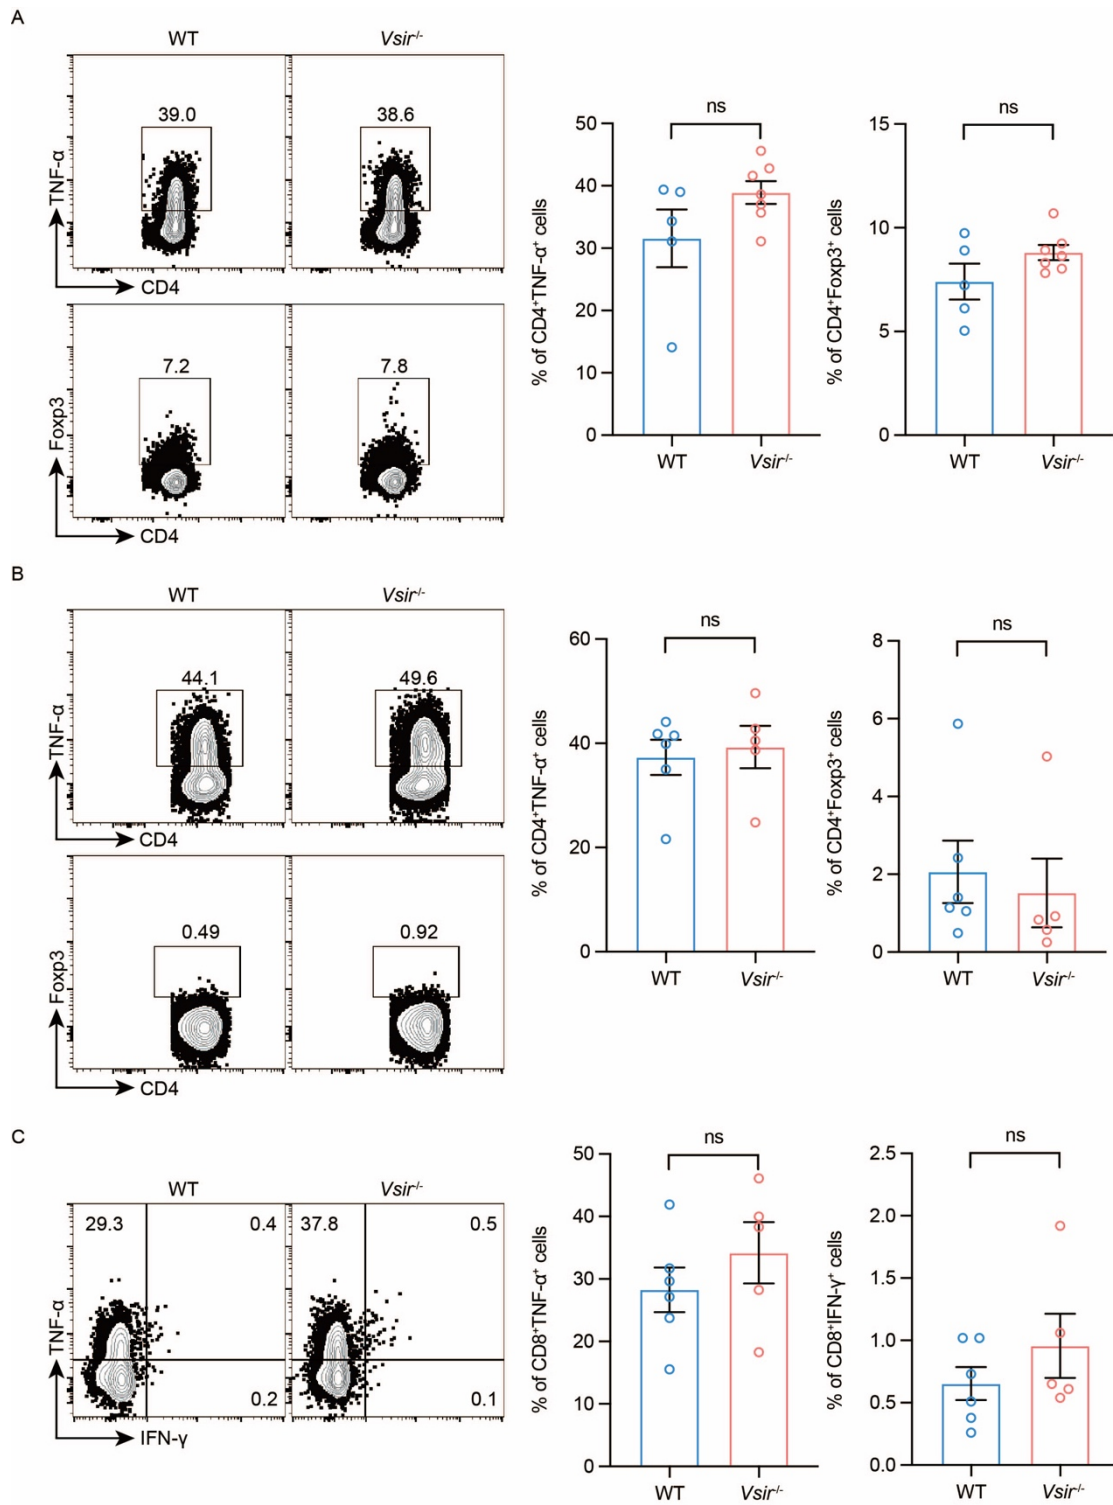 A
WT
Vsir-/-
39.0
38.6
TNF-α
CD4
7.2
7.8
Foxp3
CD4
% of CD4+TNF-α+ cells
50
40
30
20
10
0
ns
WT
Vsir-/-
% of CD4+Foxp3+ cells
15
10
5
0
ns
WT
Vsir-/-
B
WT
Vsir-/-
44.1
49.6
TNF-α
CD4
0.49
0.92
Foxp3
CD4
% of CD4+TNF-α+ cells
60
40
20
0
ns
WT
Vsir-/-
% of CD4+Foxp3+ cells
8
6
4
2
0
ns
WT
Vsir-/-
C
WT
Vsir-/-
29.3
0.4
37.8
0.5
0.2
0.1
TNF-α
IFN-γ
% of CD8+TNF-α+ cells
50
40
30
20
10
0
ns
WT
Vsir-/-
% of CD8+IFN-γ+ cells
2.5
2.0
1.5
1.0
0.5
0.0
ns
WT
Vsir-/-